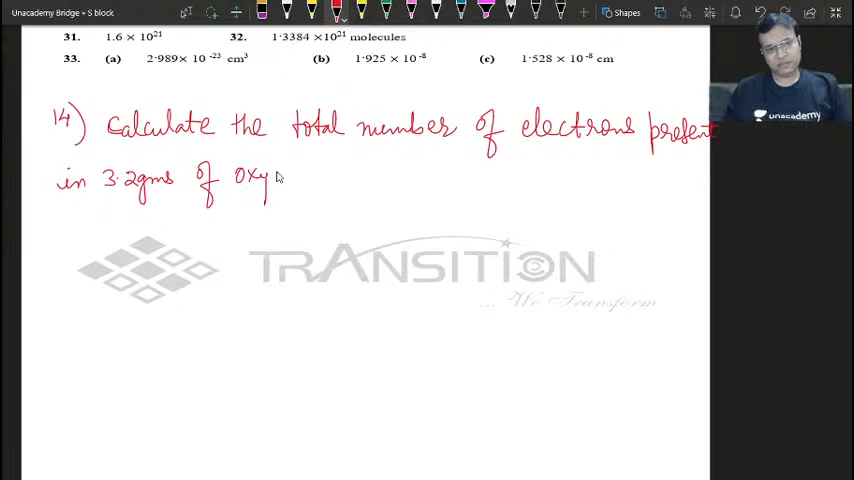 Unacademy Bridge + S block
Shapes
31. 1.6 × 10²¹ 32. 1·3384 ×10²¹ molecules
33. (a) 2·989× 10 ⁻²³ cm³ (b) 1·925 × 10 ⁻⁸ (c) 1·528 × 10 ⁻⁸ cm
unacademy
14) Calculate the total number of electrons present
in 3.2gms of oxy
TRANSITION
... We Transform